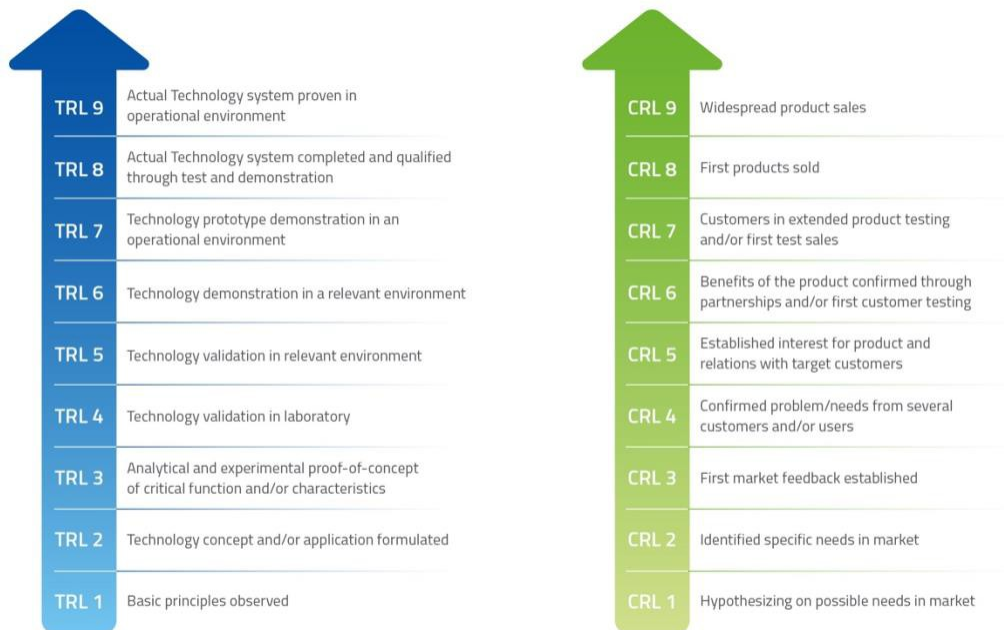 TRL 9
Actual Technology system proven in
operational environment
TRL 8
Actual Technology system completed and qualified
through test and demonstration
TRL 7
Technology prototype demonstration in an
operational environment
TRL 6
Technology demonstration in a relevant environment
TRL 5
Technology validation in relevant environment
TRL 4
Technology validation in laboratory
TRL 3
Analytical and experimental proof-of-concept
of critical function and/or characteristics
TRL 2
Technology concept and/or application formulated
TRL 1
Basic principles observed
CRL 9
Widespread product sales
CRL 8
First products sold
CRL 7
Customers in extended product testing
and/or first test sales
CRL 6
Benefits of the product confirmed through
partnerships and/or first customer testing
CRL 5
Established interest for product and
relations with target customers
CRL 4
Confirmed problem/needs from several
customers and/or users
CRL 3
First market feedback established
CRL 2
Identified specific needs in market
CRL 1
Hypothesizing on possible needs in market